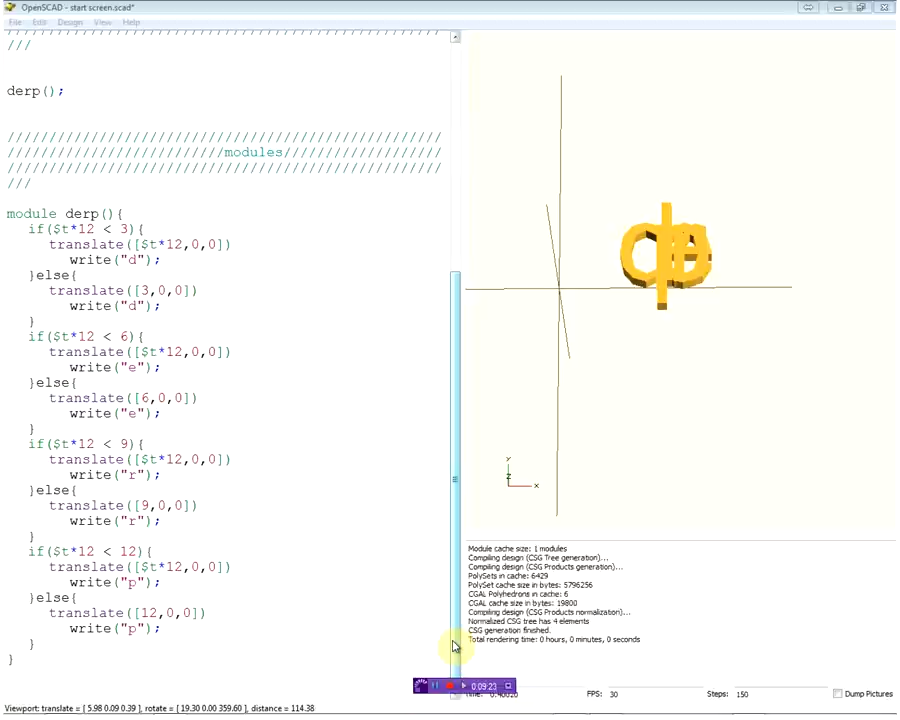 OpenSCAD - start screen.scad*
File Edit Design View Help
////////////////////////////////////////////////////
///
derp();
////////////////////////////////////////////////////
//////////////////////////modules///////////////////
////////////////////////////////////////////////////
///
module derp(){
if($t*12 < 3){
translate([$t*12,0,0])
write("d");
}else{
translate([3,0,0])
write("d");
}
if($t*12 < 6){
translate([$t*12,0,0])
write("e");
}else{
translate([6,0,0])
write("e");
}
if($t*12 < 9){
translate([$t*12,0,0])
write("r");
}else{
translate([9,0,0])
write("r");
}
if($t*12 < 12){
translate([$t*12,0,0])
write("p");
}else{
translate([12,0,0])
write("p");
}
}
Y
Z
X
Module cache size: 1 modules
Compiling design (CSG Tree generation)...
Compiling design (CSG Products generation)...
PolySets in cache: 6429
PolySet cache size in bytes: 5796256
CGAL Polyhedrons in cache: 6
CGAL cache size in bytes: 19800
Compiling design (CSG Products normalization)...
Normalized CSG tree has 4 elements
CSG generation finished.
Total rendering time: 0 hours, 0 minutes, 0 seconds
0:09:23
FPS: 30 Steps: 150 Dump Pictures
Viewport: translate = [ 5.98 0.09 0.39 ], rotate = [ 19.30 0.00 359.60 ], distance = 114.38